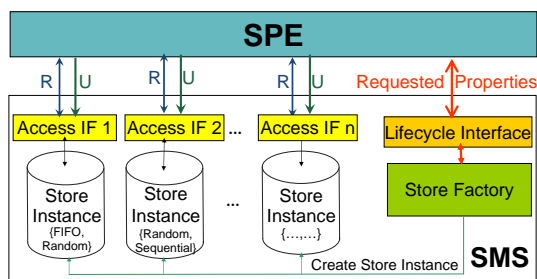 SPE
R U R U R U Requested Properties
Access IF 1 Access IF 2 ... Access IF n Lifecycle Interface
Store Instance {FIFO, Random}
Store Instance {Random, Sequential}
...
Store Instance {...,...}
Store Factory
Create Store Instance
SMS